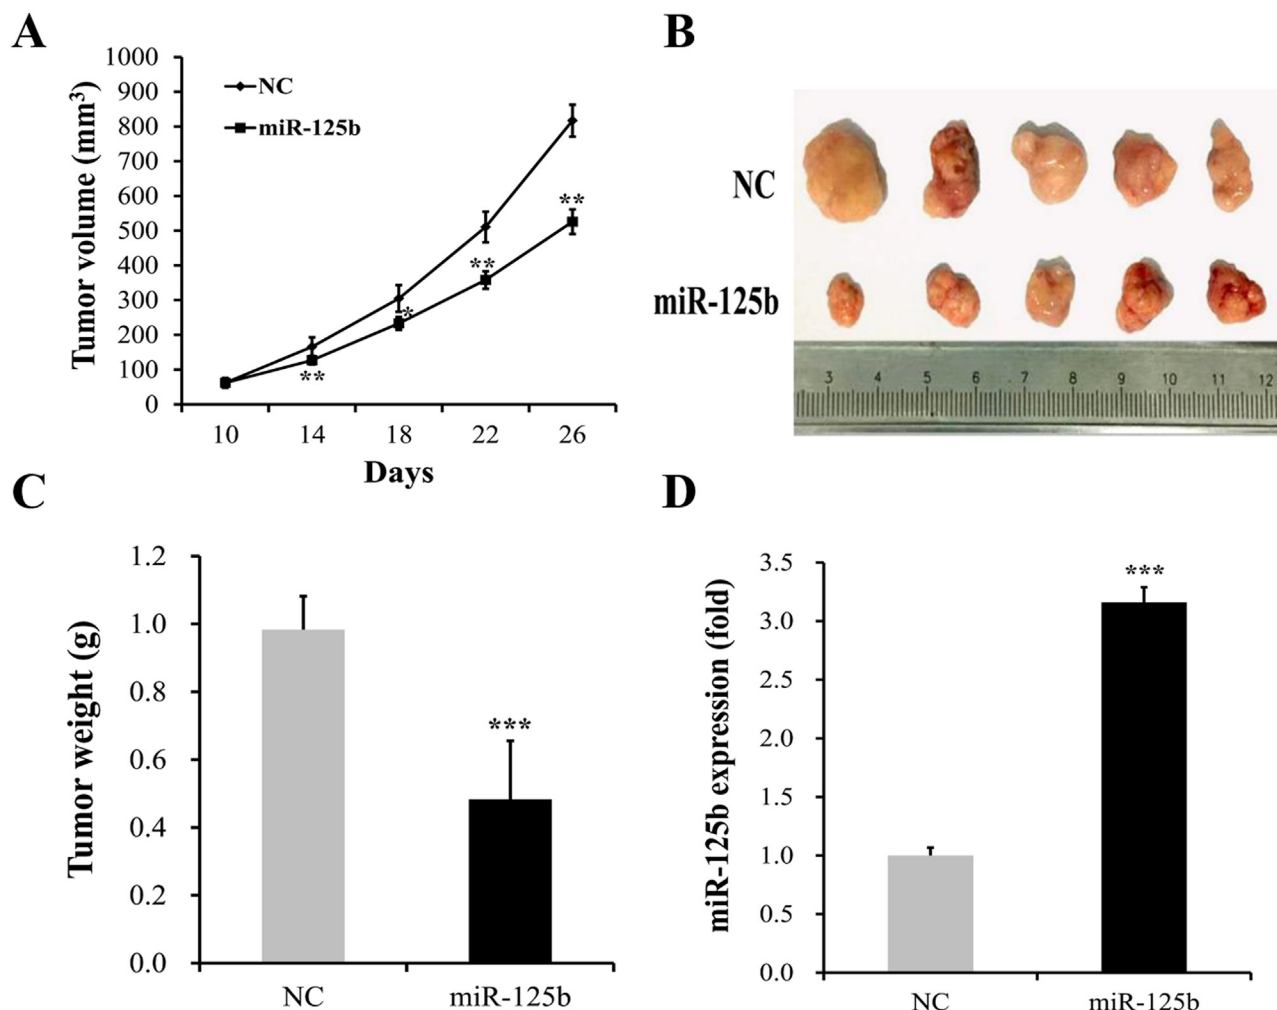 A
Tumor volume (mm³)
1000
900
800
700
600
500
400
300
200
100
0
NC
miR-125b
**
*
**
**
10 14 18 22 26
Days
B
NC
miR-125b
3 4 5 6 7 8 9 10 11 12
C
Tumor weight (g)
1.2
1.0
0.8
0.6
0.4
0.2
0.0
***
NC miR-125b
D
miR-125b expression (fold)
3.5
3.0
2.5
2.0
1.5
1.0
0.5
0.0
***
NC miR-125b